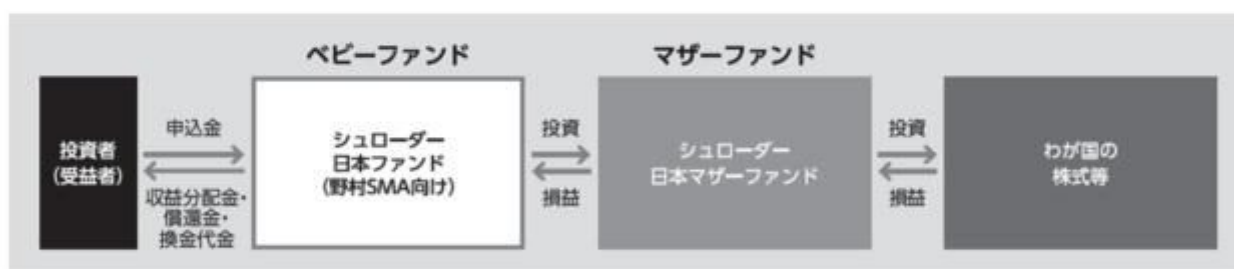 ベビーファンド
マザーファンド
投資者
(受益者)
申込金
収益分配金・
償還金・
換金代金
シュローダー
日本ファンド
(野村SMA向け)
投資
損益
シュローダー
日本マザーファンド
投資
損益
わが国の
株式等